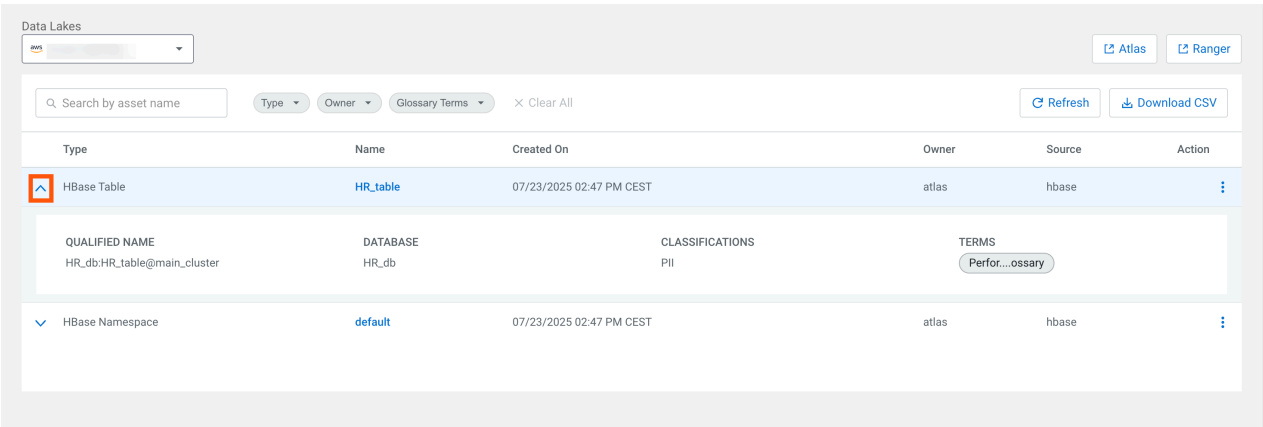 Data Lakes
aws
Atlas
Ranger
Search by asset name
Type
Owner
Glossary Terms
Clear All
Refresh
Download CSV
Type Name Created On Owner Source Action
HBase Table HR_table 07/23/2025 02:47 PM CEST atlas hbase
QUALIFIED NAME DATABASE CLASSIFICATIONS TERMS
HR_db:HR_table@main_cluster HR_db PII Perfor....ossary
HBase Namespace default 07/23/2025 02:47 PM CEST atlas hbase